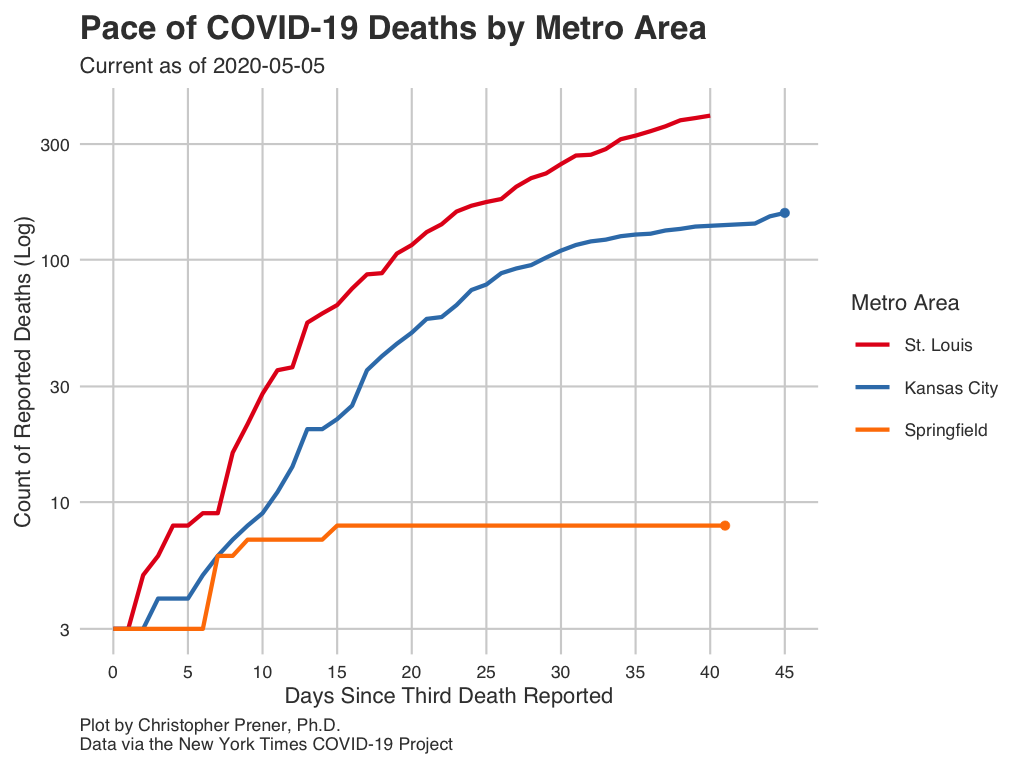 Pace of COVID-19 Deaths by Metro Area
Current as of 2020-05-05
Count of Reported Deaths (Log)
300
100
30
10
3
0 5 10 15 20 25 30 35 40 45
Days Since Third Death Reported
Metro Area
St. Louis
Kansas City
Springfield
Plot by Christopher Prener, Ph.D.
Data via the New York Times COVID-19 Project